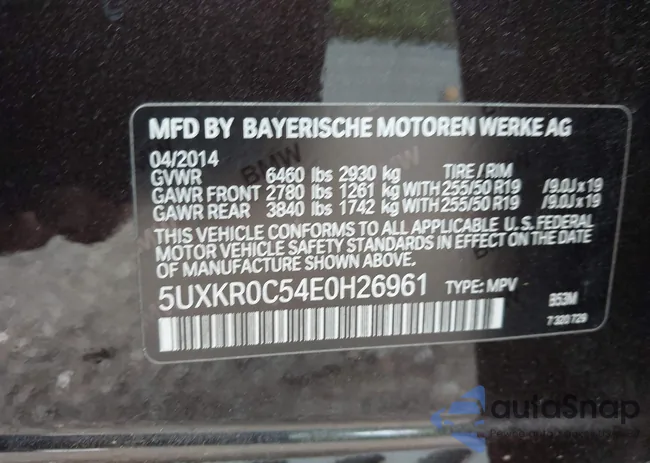 MFD BY BAYERISCHE MOTOREN WERKE AG
04/2014
GVWR 6460 lbs 2930 kg TIRE / RIM
GAWR FRONT 2780 lbs 1261 kg WITH 255/50 R19 /9.0J x 19
GAWR REAR 3840 lbs 1742 kg WITH 255/50 R19 /9.0J x 19
THIS VEHICLE CONFORMS TO ALL APPLICABLE U.S. FEDERAL
MOTOR VEHICLE SAFETY STANDARDS IN EFFECT ON THE DATE
OF MANUFACTURE SHOWN ABOVE.
5UXKR0C54E0H26961 TYPE: MPV B53M
7 320 729
autoSnap